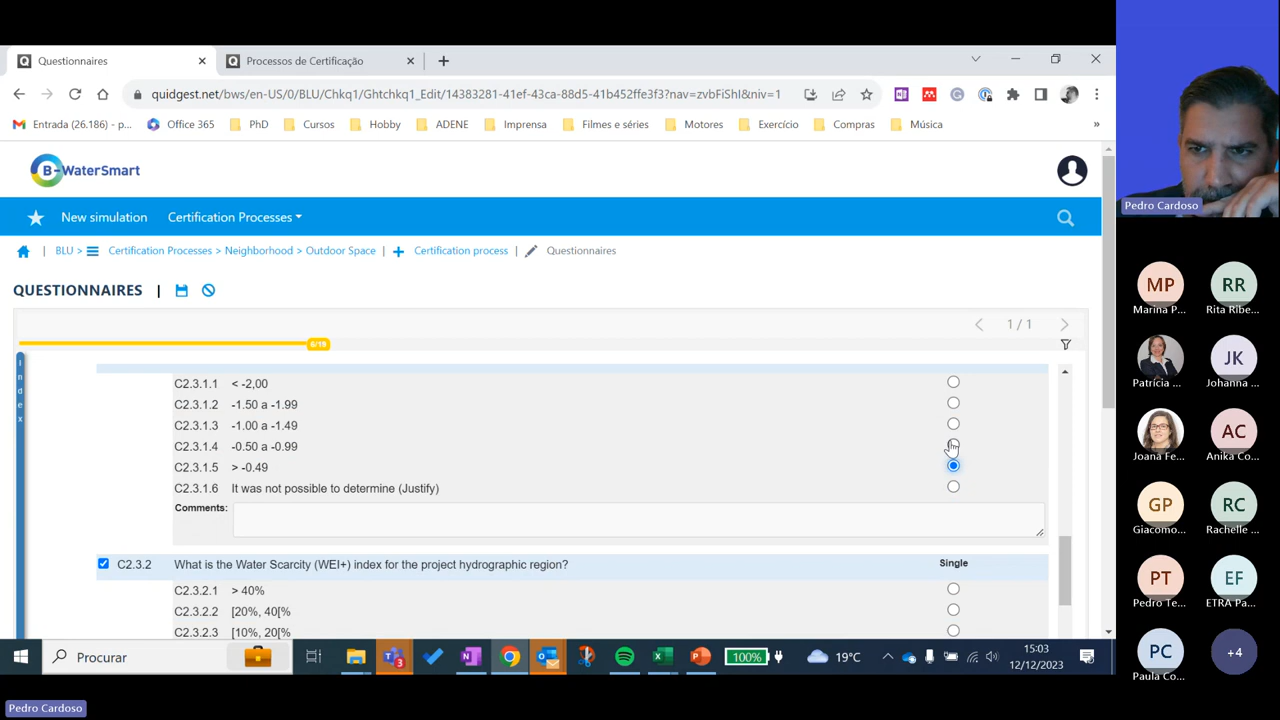 Questionnaires
Processos de Certificação
quidgest.net/bws/en-US/0/BLU/Chkq1/Ghtchkq1_Edit/14383281-41ef-43ca-88d5-41b452ffe3f3?nav=zvbFiShI&niv=1
Entrada (26.186) - p...
Office 365
PhD
Cursos
Hobby
ADENE
Imprensa
Filmes e séries
Motores
Exercício
Compras
Música
»
B-WaterSmart
New simulation
Certification Processes
BLU > Certification Processes > Neighborhood > Outdoor Space | Certification process | Questionnaires
QUESTIONNAIRES |
1 / 1
6/19
Index
C2.3.1.1 < -2,00
C2.3.1.2 -1.50 a -1.99
C2.3.1.3 -1.00 a -1.49
C2.3.1.4 -0.50 a -0.99
C2.3.1.5 > -0.49
C2.3.1.6 It was not possible to determine (Justify)
Comments:
C2.3.2 What is the Water Scarcity (WEI+) index for the project hydrographic region? Single
C2.3.2.1 > 40%
C2.3.2.2 [20%, 40[%
C2.3.2.3 [10%, 20[%
Procurar
3
100%
19°C
15:03
12/12/2023
Pedro Cardoso
Pedro Cardoso
MP
Marina P...
RR
Rita Ribe...
Patrícia ...
JK
Johanna ...
Joana Fe...
AC
Anika Co...
GP
Giacomo...
RC
Rachelle ...
PT
Pedro Te...
EF
ETRA Pa...
PC
Paula Co...
+4